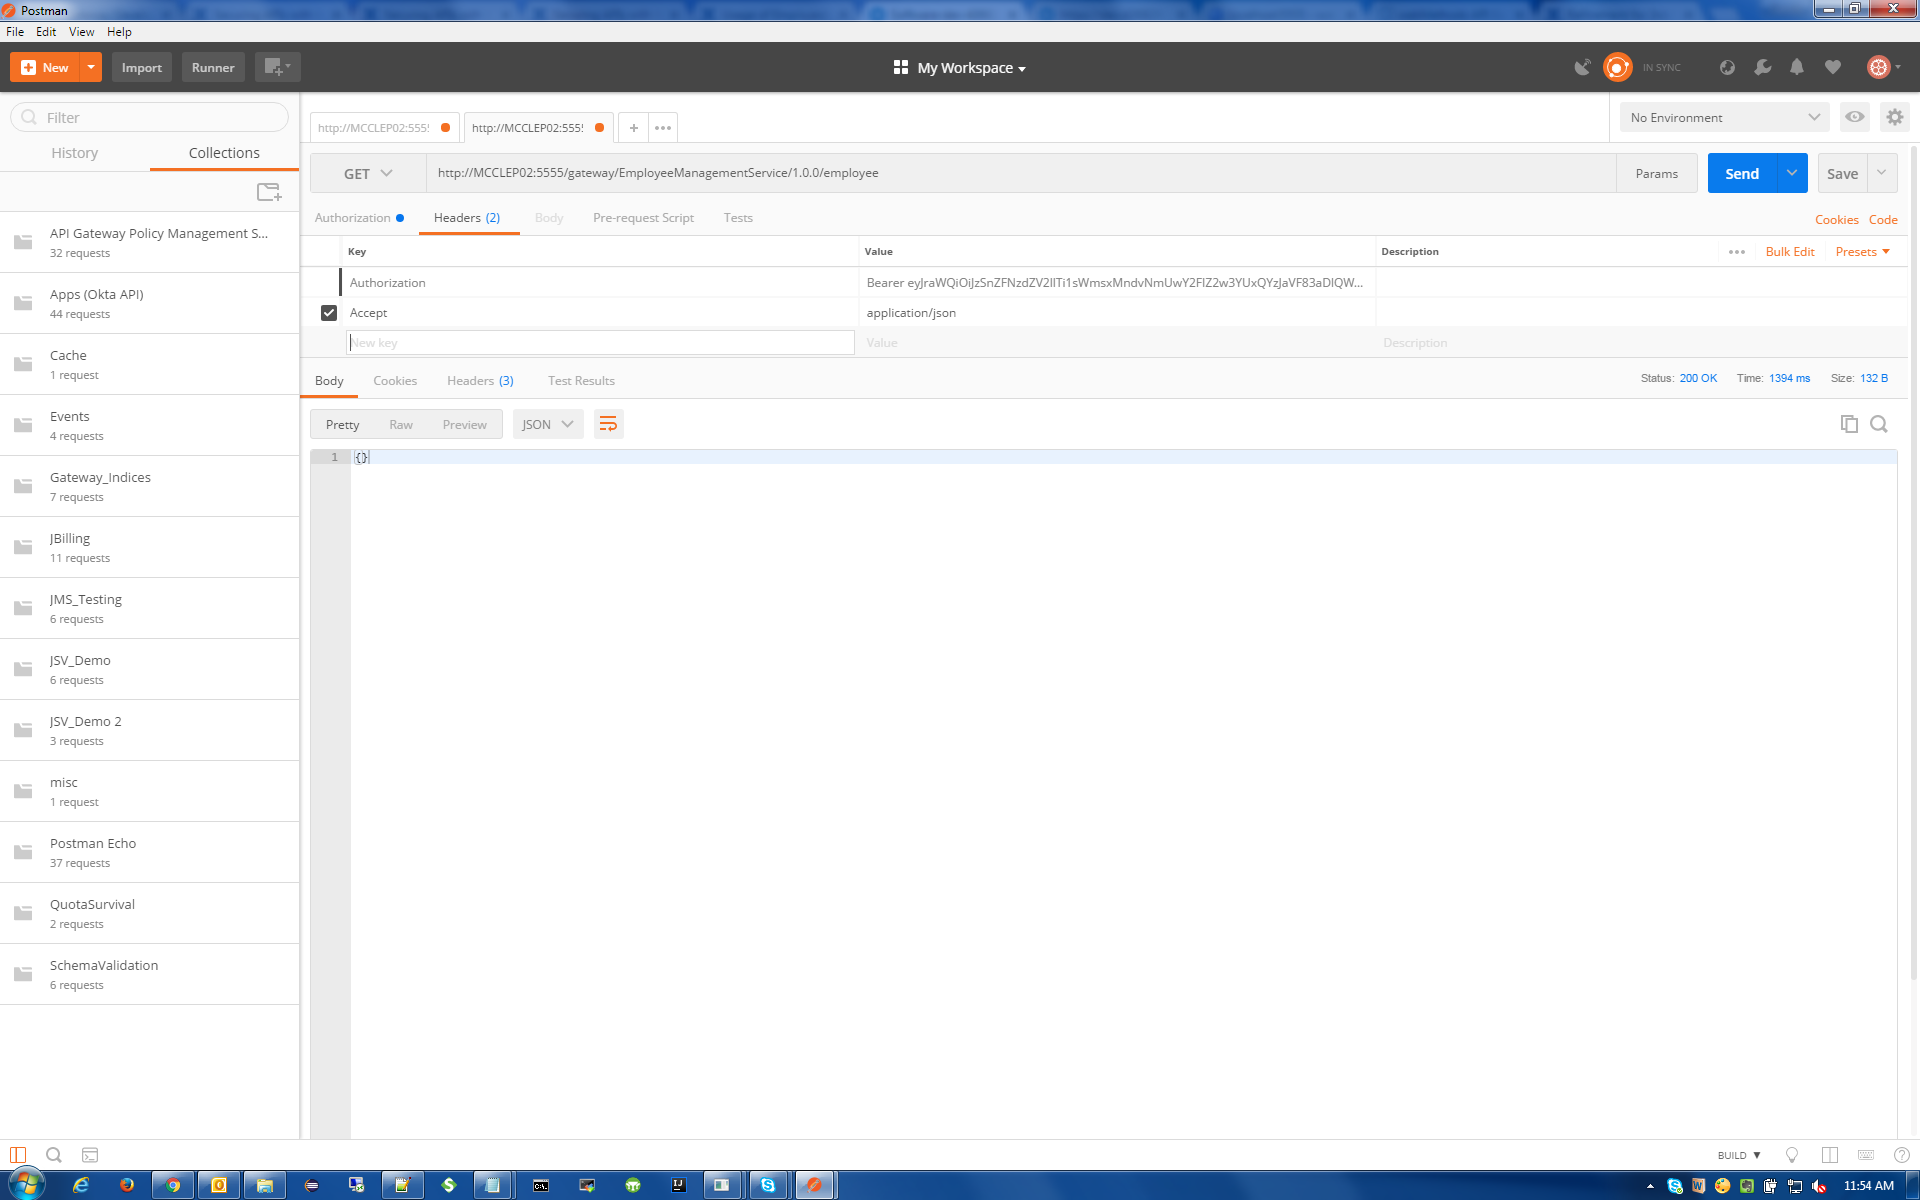 Postman
File Edit View Help
New Import Runner
My Workspace
IN SYNC
Filter
History Collections
API Gateway Policy Management S...
32 requests
Apps (Okta API)
44 requests
Cache
1 request
Events
4 requests
Gateway_Indices
7 requests
JBilling
11 requests
JMS_Testing
6 requests
JSV_Demo
6 requests
JSV_Demo 2
3 requests
misc
1 request
Postman Echo
37 requests
QuotaSurvival
2 requests
SchemaValidation
6 requests
http://MCCLEP02:555! http://MCCLEP02:555! + •••
No Environment
GET http://MCCLEP02:5555/gateway/EmployeeManagementService/1.0.0/employee Params Send Save
Authorization Headers (2) Body Pre-request Script Tests Cookies Code
Key Value Description ••• Bulk Edit Presets
Authorization Bearer
Accept application/json
New key Value Description
Body Cookies Headers (3) Test Results Status: 200 OK Time: 1394 ms Size: 132 B
Pretty Raw Preview JSON
1 {}
BUILD
11:54 AM